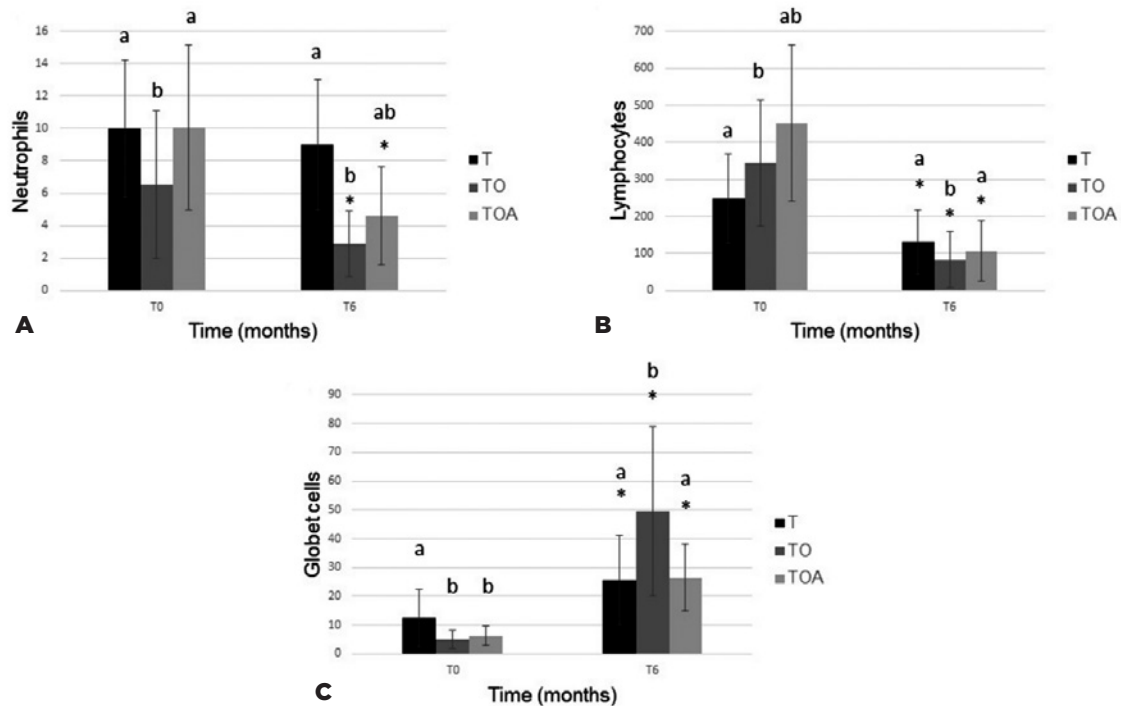 a
a
16
a
14
b
12
ab
10
*
8
b
6
*
4
2
0
Neutrophils
T
TO
TOA
T0
T6
A
Time (months)
ab
700
600
b
500
a
400
a
b
a
300
*
*
*
200
100
0
Lymphocytes
T
TO
TOA
T0
T6
B
Time (months)
b
90
*
80
70
60
a
a
50
*
*
40
a
30
b
b
20
10
0
Globet cells
T
TO
TOA
T0
T6
C
Time (months)